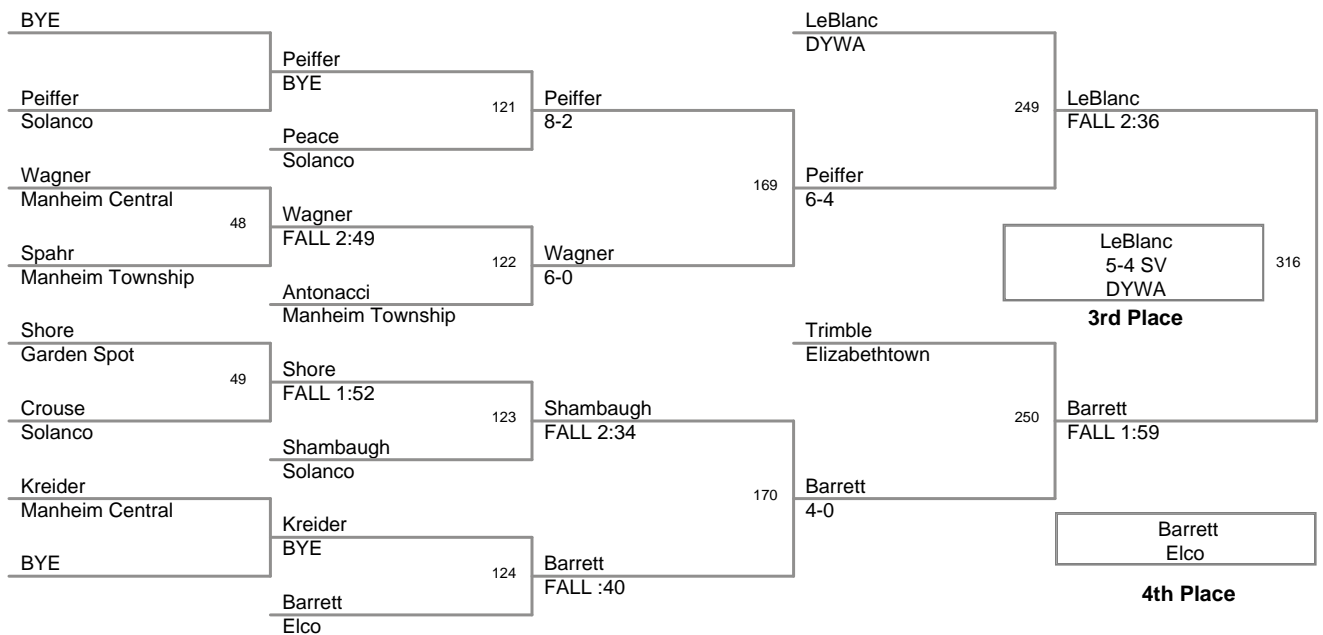 BYE
Peiffer
Solanco
Wagner
Manheim Central
48
Spahr
Manheim Township
Shore
Garden Spot
49
Crouse
Solanco
Kreider
Manheim Central
BYE
Peiffer
BYE
121
Peace
Solanco
Wagner
FALL 2:49
122
Antonacci
Manheim Township
Shore
FALL 1:52
123
Shambaugh
Solanco
Kreider
BYE
124
Barrett
Elco
Peiffer
8-2
169
Wagner
6-0
Shambaugh
FALL 2:34
170
Barrett
FALL :40
LeBlanc
DYWA
249
Peiffer
6-4
Trimble
Elizabethtown
250
Barrett
4-0
LeBlanc
FALL 2:36
LeBlanc
5-4 SV
DYWA
316
3rd Place
Barrett
FALL 1:59
Barrett
Elco
4th Place